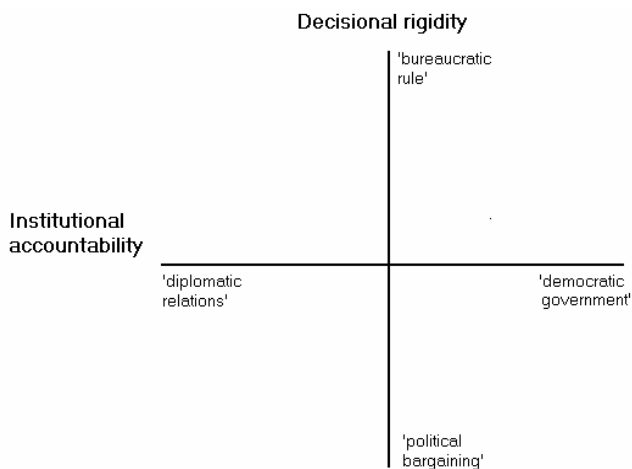 Decisional rigidity
'bureaucratic
rule'
Institutional
accountability
'diplomatic
relations'
'democratic
government'
'political
bargaining'